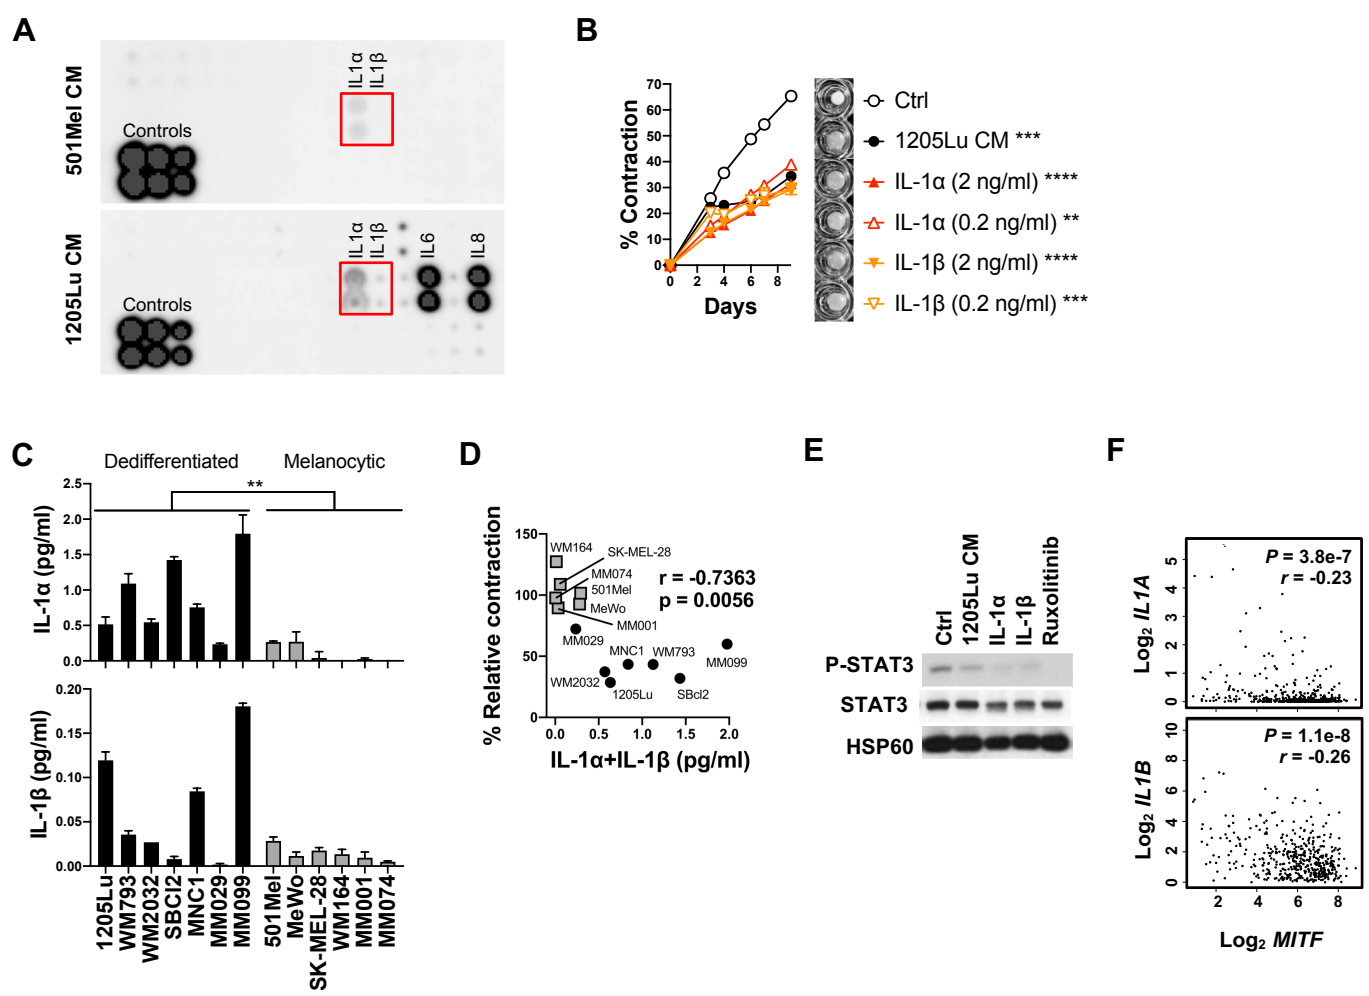 A
501Mel CM
Controls
IL1α
IL1β
1205Lu CM
Controls
IL1α
IL1β
IL6
IL8
B
% Contraction
70
60
50
40
30
20
10
0
0 2 4 6 8
Days
Ctrl
1205Lu CM ***
IL-1α (2 ng/ml) ****
IL-1α (0.2 ng/ml) **
IL-1β (2 ng/ml) ****
IL-1β (0.2 ng/ml) ***
C
Dedifferentiated Melanocytic
**
IL-1α (pg/ml)
2.5
2.0
1.5
1.0
0.5
0.0
IL-1β (pg/ml)
0.20
0.15
0.10
0.05
0.00
1205Lu
WM793
WM2032
SBCl2
MNC1
MM029
MM099
501Mel
MeWo
SK-MEL-28
WM164
MM001
MM074
D
% Relative contraction
150
100
50
0
WM164
SK-MEL-28
MM074
501Mel
MeWo
MM001
r = -0.7363
p = 0.0056
MM029
MNC1
WM793
MM099
WM2032
1205Lu
SBcl2
0.0 0.5 1.0 1.5 2.0
IL-1α+IL-1β (pg/ml)
E
Ctrl
1205Lu CM
IL-1α
IL-1β
Ruxolitinib
P-STAT3
STAT3
HSP60
F
Log2 IL1A
5
4
3
2
1
0
P = 3.8e-7
r = -0.23
Log2 IL1B
10
8
6
4
2
0
P = 1.1e-8
r = -0.26
2 4 6 8
Log2 MITF